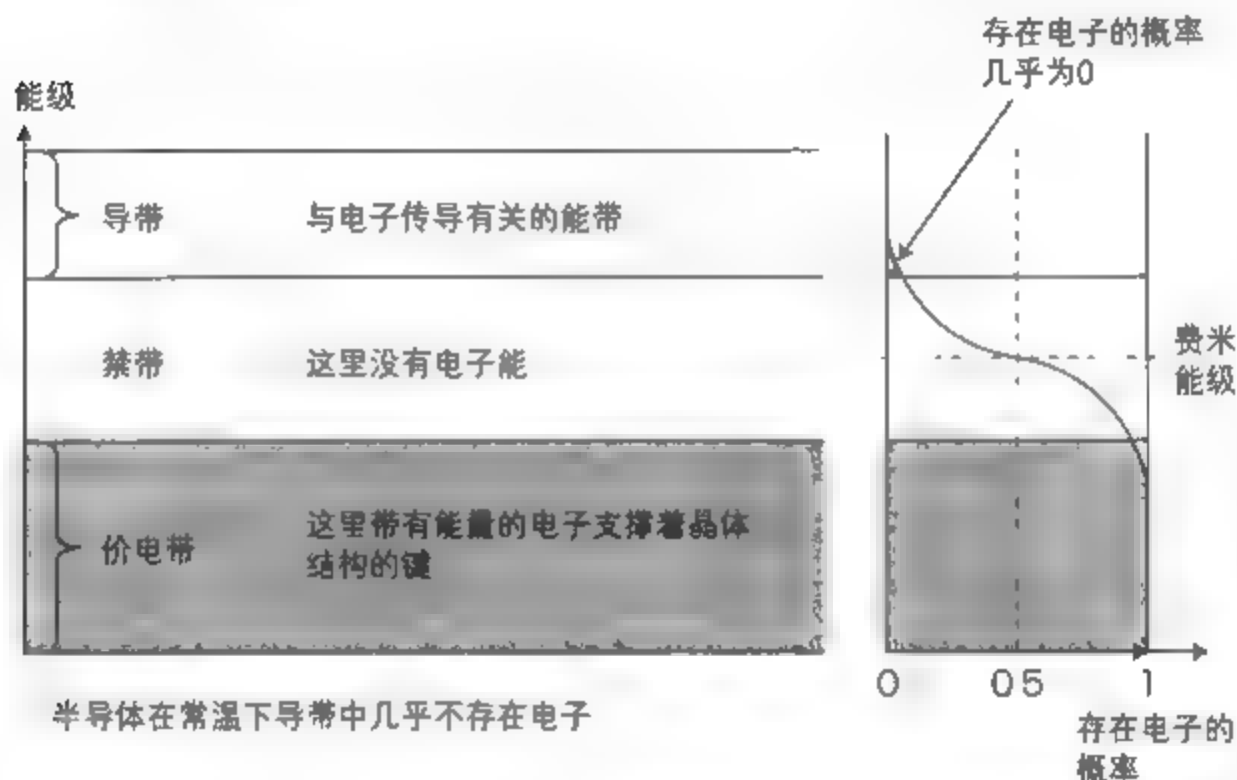 存在电子的概率
几乎为0
能级
导带
与电子传导有关的能带
禁带
这里没有电子能
费米
能级
价电带
这里带有能量的电子支撑着晶体
结构的键
0
0 5
1
半导体在常温下导带中几乎不存在电子
存在电子的
概率